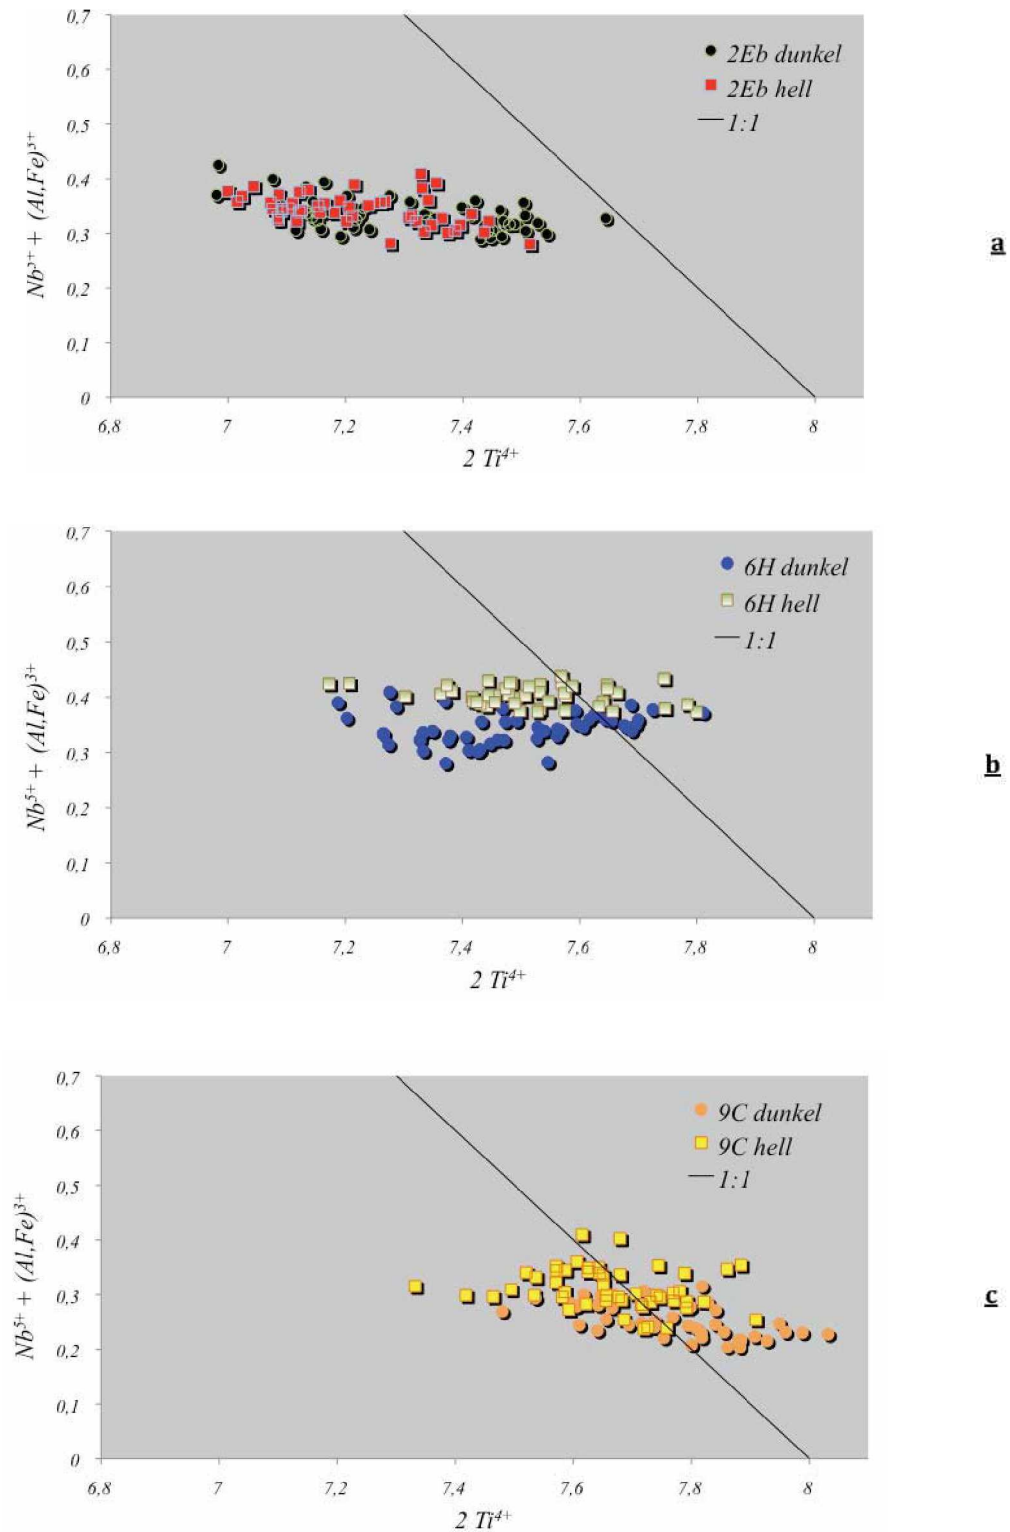 0,7
0,6
0,5
0,4
0,3
0,2
0,1
0
Nb³⁺ + (Al,Fe)³⁺
2Eb dunkel
2Eb hell
1:1
6,8 7 7,2 7,4 7,6 7,8 8
2 Ti⁴⁺
a
0,7
0,6
0,5
0,4
0,3
0,2
0,1
0
Nb⁵⁺ + (Al,Fe)³⁺
6H dunkel
6H hell
1:1
6,8 7 7,2 7,4 7,6 7,8 8
2 Ti⁴⁺
b
0,7
0,6
0,5
0,4
0,3
0,2
0,1
0
Nb⁵⁺ + (Al,Fe)³⁺
9C dunkel
9C hell
1:1
6,8 7 7,2 7,4 7,6 7,8 8
2 Ti⁴⁺
c